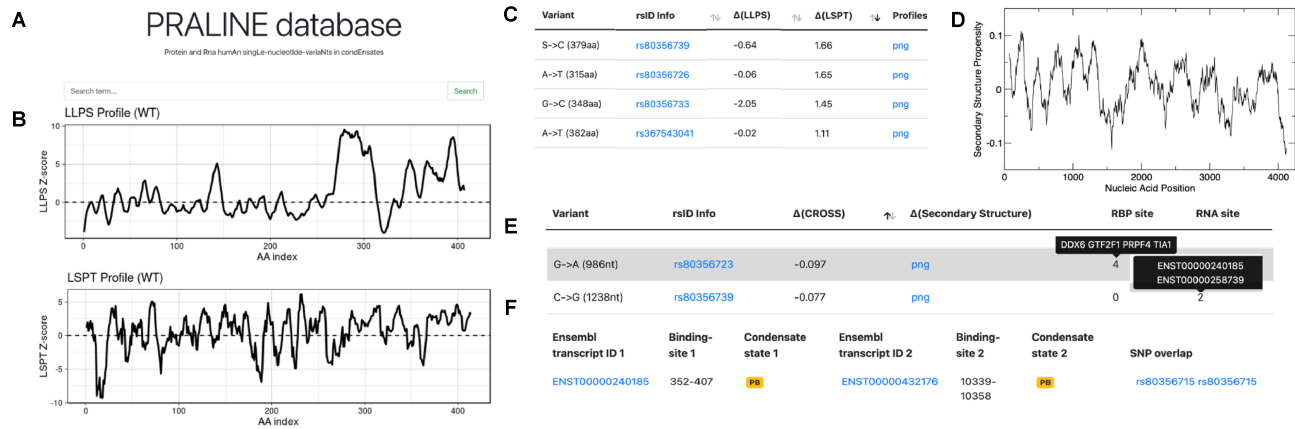 A
PRALINE database
Protein and Rna humAn singLe-nucleotIde-variaNts in condEnsates
Search term...
Search
B
LLPS Profile (WT)
LLPS Z-score
10
5
0
0
100
200
300
400
AA index
LSPT Profile (WT)
LSPT Z-score
5
0
-5
-10
0
100
200
300
400
AA index
C
Variant rsID Info Δ(LLPS) Δ(LSPT) Profiles
S->C (379aa) rs80356739 -0.64 1.66 png
A->T (315aa) rs80356726 -0.06 1.65 png
G->C (348aa) rs80356733 -2.05 1.45 png
A->T (382aa) rs367543041 -0.02 1.11 png
D
Secondary Structure Propensity
0.1
0
-0.1
0
1000
2000
3000
4000
Nucleic Acid Position
E
Variant rsID Info Δ(CROSS) Δ(Secondary Structure) RBP site RNA site
DDX6 GTF2F1 PRPF4 TIA1
G->A (986nt) rs80356723 -0.097 png 4
ENST00000240185
ENST00000258739
C->G (1238nt) rs80356739 -0.077 png 0 2
F
Ensembl transcript ID 1 Binding-site 1 Condensate state 1 Ensembl transcript ID 2 Binding-site 2 Condensate state 2 SNP overlap
ENST00000240185 352-407 PB ENST00000432176 10339-10358 PB rs80356715 rs80356715